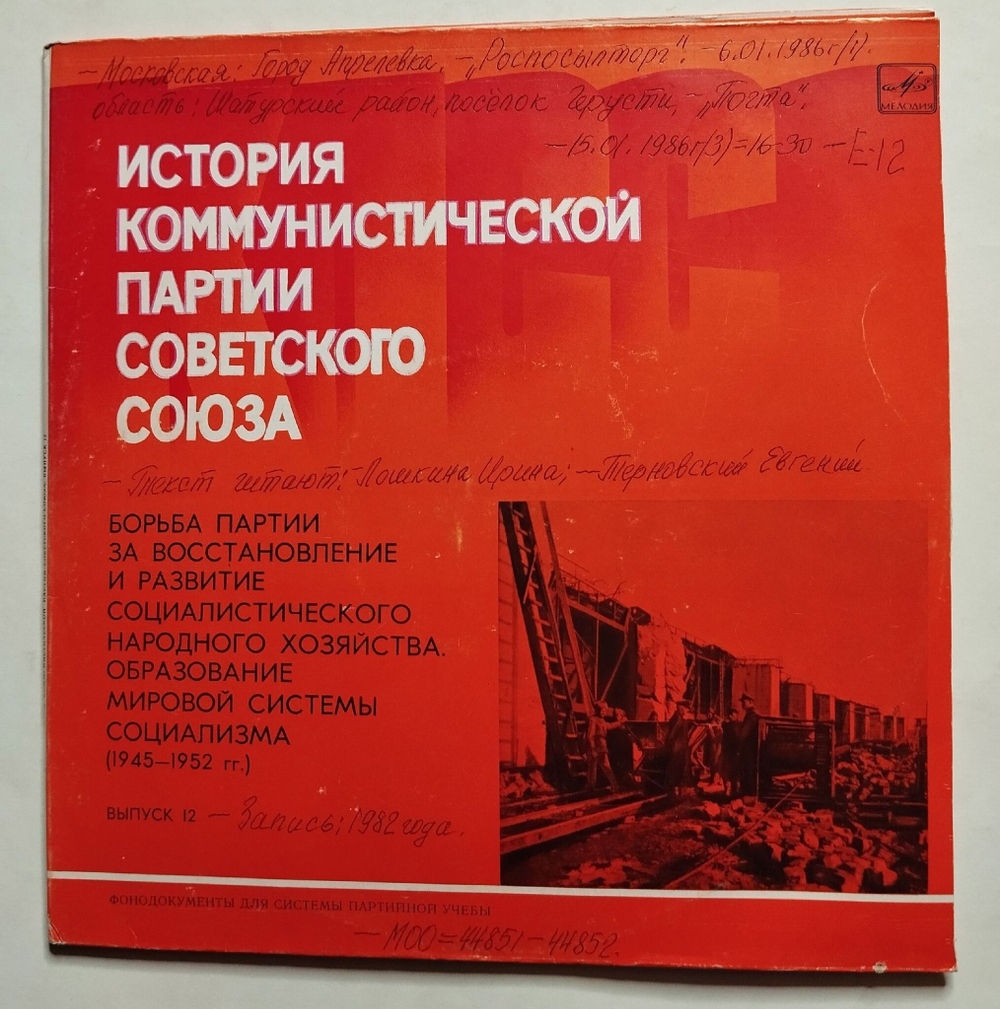 — Московская: Город Апрелевка, — „Роспосылторг“. — 6.01.1986г/1).
область: Шатурский район, посёлок Черусти, — „Почта“.
— 15.01.1986г/3)=16-30 — Е-12
МЕЛОДИЯ
ИСТОРИЯ
КОММУНИСТИЧЕСКОЙ
ПАРТИИ
СОВЕТСКОГО
СОЮЗА
— Текст читают: Лошкина Ирина; — Терновский Евгений
БОРЬБА ПАРТИИ
ЗА ВОССТАНОВЛЕНИЕ
И РАЗВИТИЕ
СОЦИАЛИСТИЧЕСКОГО
НАРОДНОГО ХОЗЯЙСТВА.
ОБРАЗОВАНИЕ
МИРОВОЙ СИСТЕМЫ
СОЦИАЛИЗМА
(1945—1952 гг.)
ВЫПУСК 12 — Запись: 1982 года.
ФОНОДОКУМЕНТЫ ДЛЯ СИСТЕМЫ ПАРТИЙНОЙ УЧЕБЫ
— М00=44851-44852.